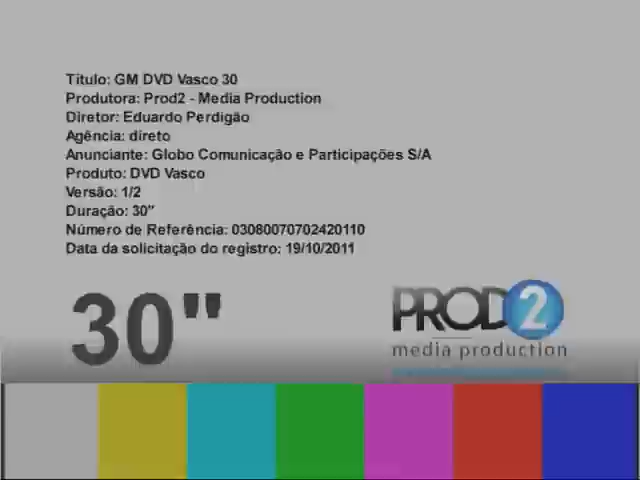 Título: GM DVD Vasco 30
Produtora: Prod2 - Media Production
Diretor: Eduardo Perdigão
Agência: direto
Anunciante: Globo Comunicação e Participações S/A
Produto: DVD Vasco
Versão: 1/2
Duração: 30"
Número de Referência: 03080070702420110
Data da solicitação do registro: 19/10/2011
30"
PROD2
media production